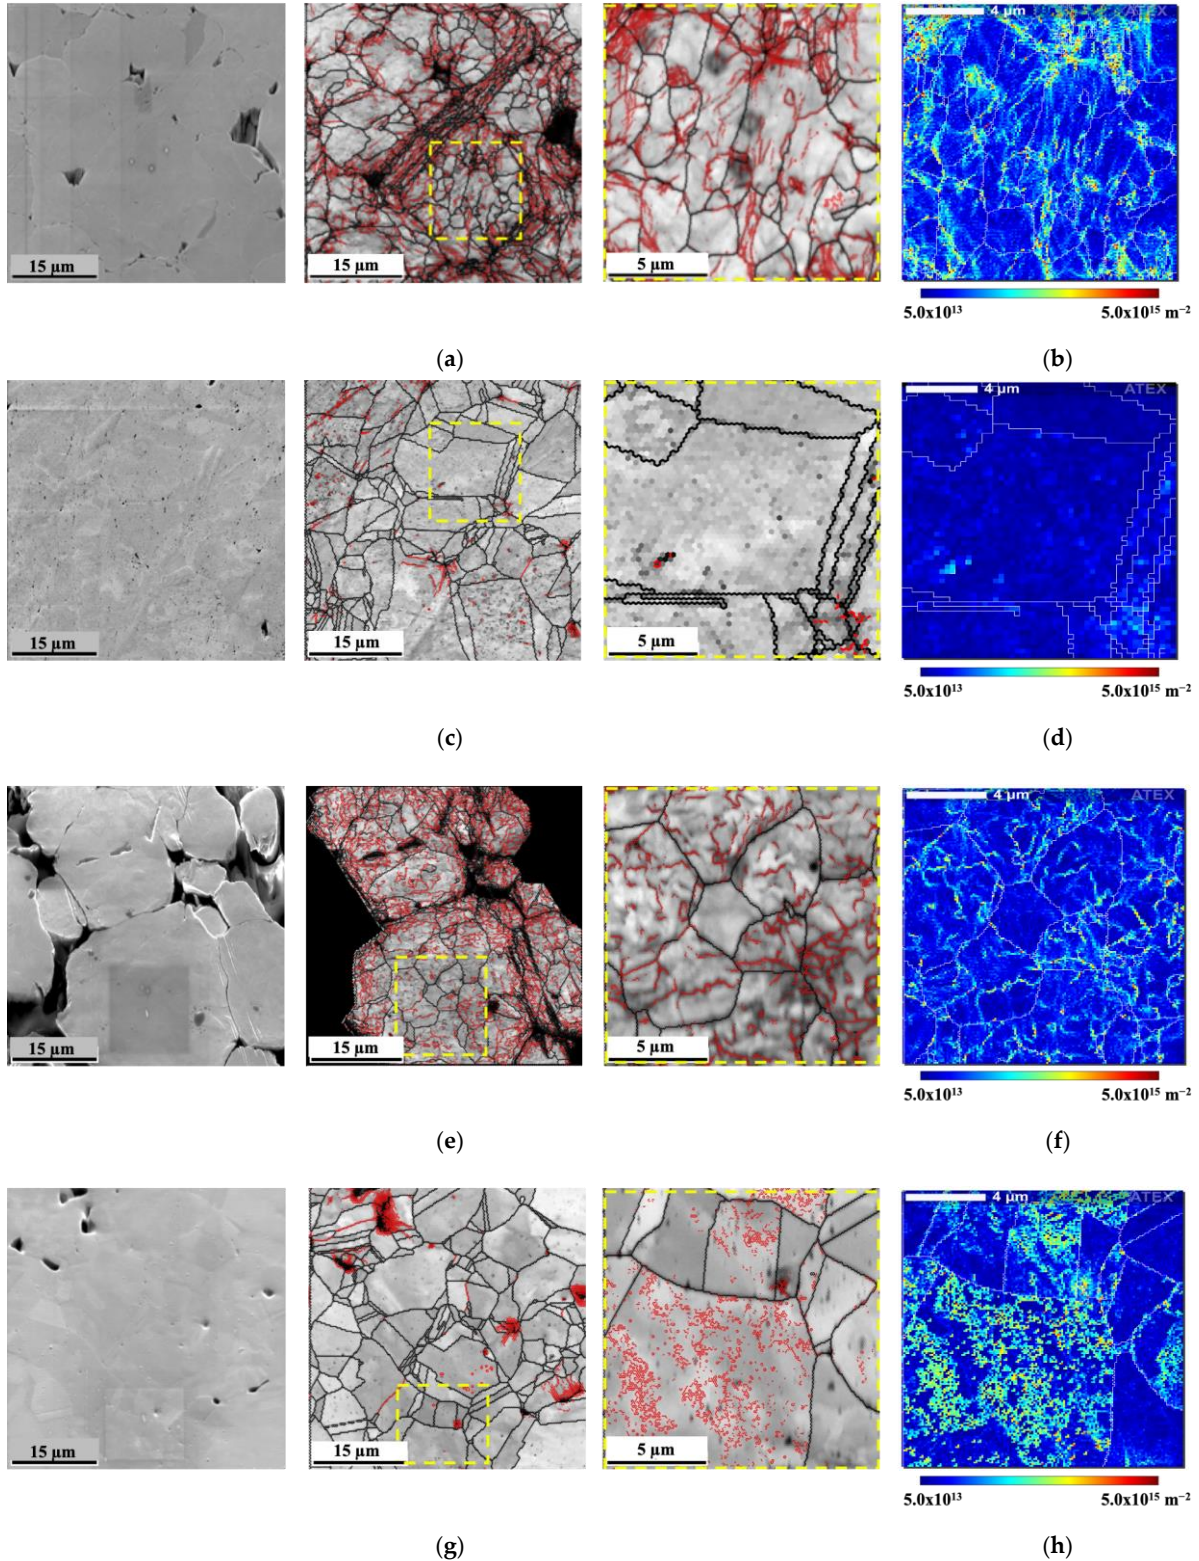 15 µm
15 µm
5 µm
4 µm ATEX
5.0x10¹³ 5.0x10¹⁵ m⁻²
(a) (b)
15 µm
15 µm
5 µm
4 µm ATEX
5.0x10¹³ 5.0x10¹⁵ m⁻²
(c) (d)
15 µm
15 µm
5 µm
4 µm ATEX
5.0x10¹³ 5.0x10¹⁵ m⁻²
(e) (f)
15 µm
15 µm
5 µm
4 µm ATEX
5.0x10¹³ 5.0x10¹⁵ m⁻²
(g) (h)